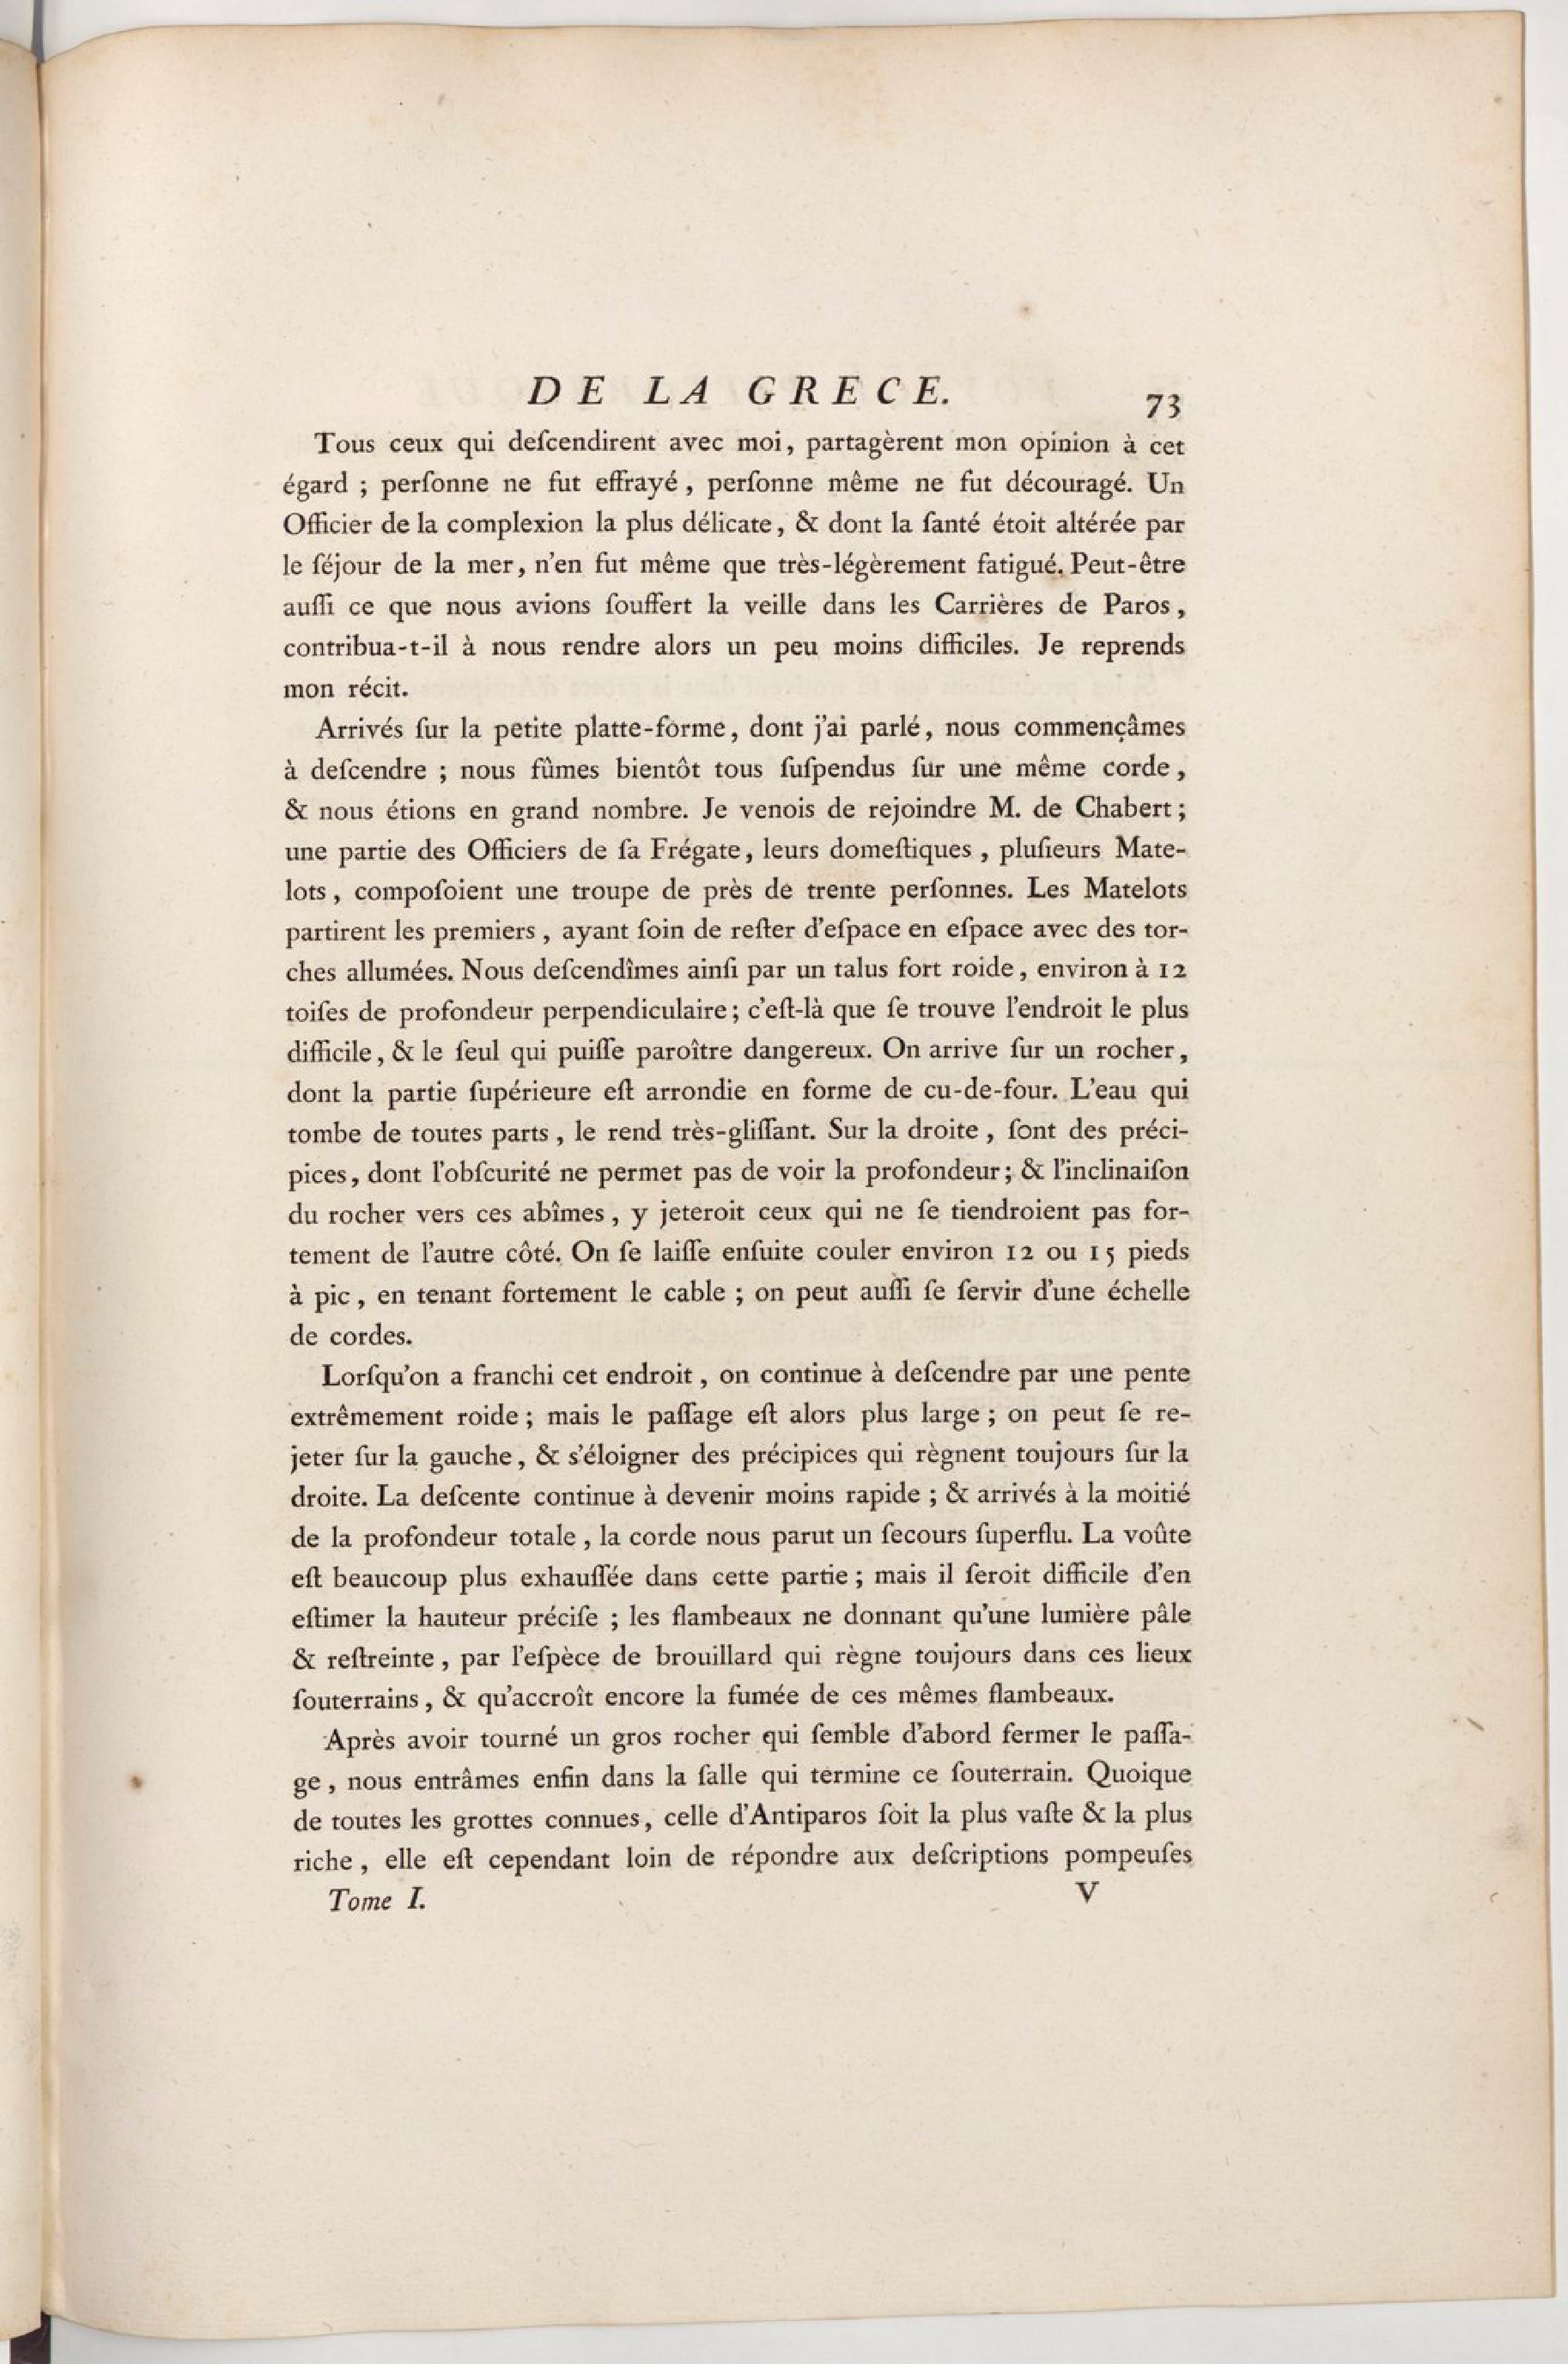 DE LA GRECE.
73
Tous ceux qui deſcendirent avec moi, partagèrent mon opinion à cet
égard ; perſonne ne fut effrayé, perſonne même ne fut découragé. Un
Officier de la complexion la plus délicate, & dont la ſanté étoit altérée par
le ſéjour de la mer, n'en fut même que très-légèrement fatigué. Peut-être
auſſi ce que nous avions ſouffert la veille dans les Carrières de Paros,
contribua-t-il à nous rendre alors un peu moins difficiles. Je reprends
mon récit.
Arrivés ſur la petite platte-forme, dont j'ai parlé, nous commençâmes
à deſcendre ; nous fûmes bientôt tous ſuſpendus ſur une même corde,
& nous étions en grand nombre. Je venois de rejoindre M. de Chabert ;
une partie des Officiers de ſa Frégate, leurs domeſtiques, pluſieurs Mate-
lots, compoſoient une troupe de près de trente perſonnes. Les Matelots
partirent les premiers, ayant ſoin de reſter d'eſpace en eſpace avec des tor-
ches allumées. Nous deſcendîmes ainſi par un talus fort roide, environ à 12
toiſes de profondeur perpendiculaire ; c'eſt-là que ſe trouve l'endroit le plus
difficile, & le ſeul qui puiſſe paroître dangereux. On arrive ſur un rocher,
dont la partie ſupérieure eſt arrondie en forme de cu-de-four. L'eau qui
tombe de toutes parts, le rend très-gliſſant. Sur la droite, ſont des préci-
pices, dont l'obſcurité ne permet pas de voir la profondeur ; & l'inclinaiſon
du rocher vers ces abîmes, y jeteroit ceux qui ne ſe tiendroient pas for-
tement de l'autre côté. On ſe laiſſe enſuite couler environ 12 ou 15 pieds
à pic, en tenant fortement le cable ; on peut auſſi ſe ſervir d'une échelle
de cordes.
Lorſqu'on a franchi cet endroit, on continue à deſcendre par une pente
extrêmement roide ; mais le paſſage eſt alors plus large ; on peut ſe re-
jeter ſur la gauche, & s'éloigner des précipices qui règnent toujours ſur la
droite. La deſcente continue à devenir moins rapide ; & arrivés à la moitié
de la profondeur totale, la corde nous parut un ſecours ſuperflu. La voûte
eſt beaucoup plus exhauſſée dans cette partie ; mais il ſeroit difficile d'en
eſtimer la hauteur préciſe ; les flambeaux ne donnant qu'une lumière pâle
& reſtreinte, par l'eſpèce de brouillard qui règne toujours dans ces lieux
ſouterrains, & qu'accroît encore la fumée de ces mêmes flambeaux.
Après avoir tourné un gros rocher qui ſemble d'abord fermer le paſſa-
ge, nous entrâmes enfin dans la ſalle qui termine ce ſouterrain. Quoique
de toutes les grottes connues, celle d'Antiparos ſoit la plus vaſte & la plus
riche, elle eſt cependant loin de répondre aux deſcriptions pompeuſes
Tome I.
V